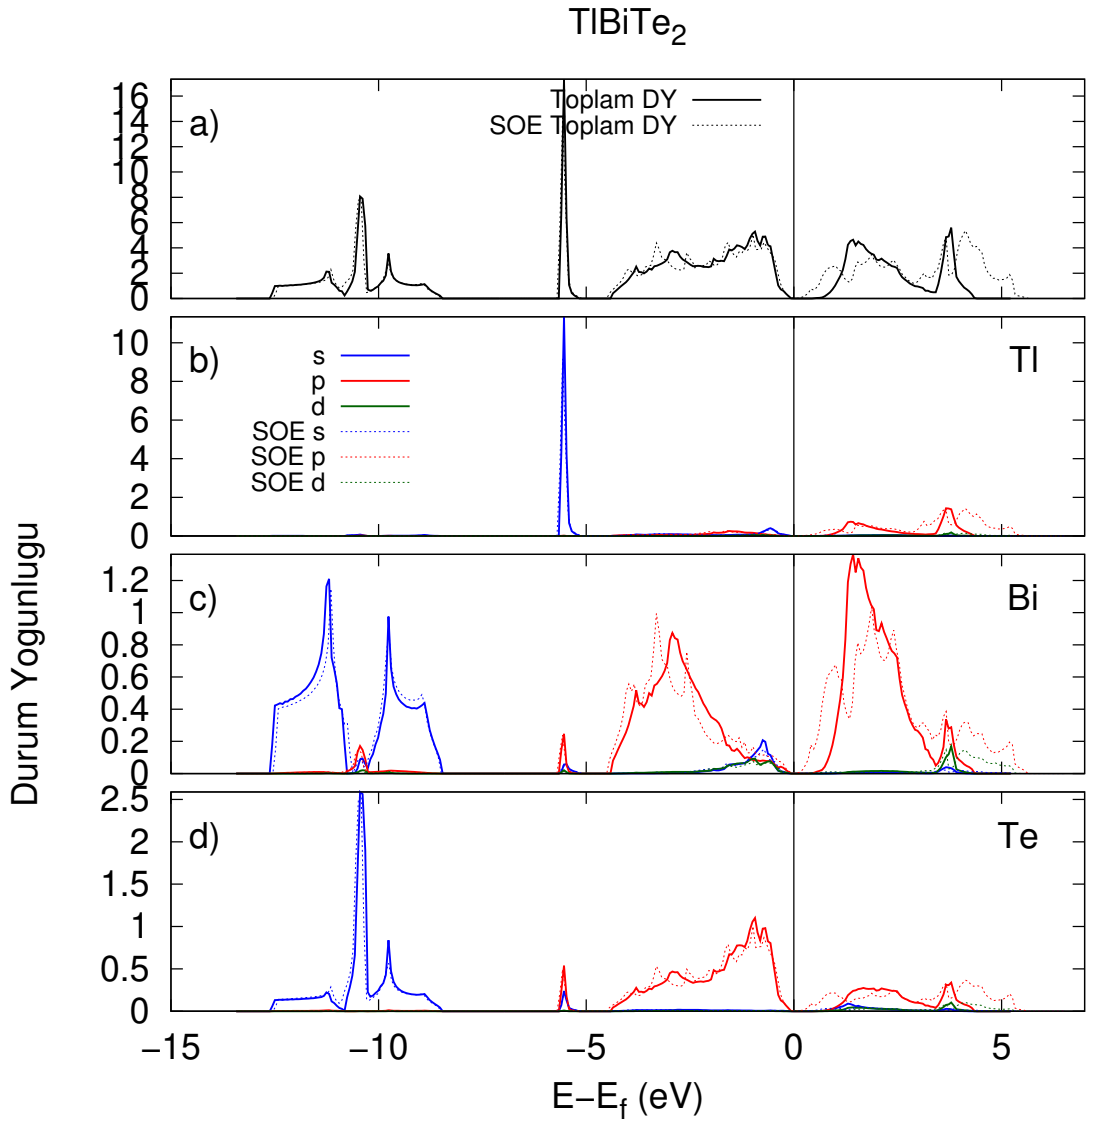 TlBiTe2
a)
Toplam DY
SOE Toplam DY
16
14
12
10
8
6
4
2
0
b)
Tl
s
p
d
SOE s
SOE p
SOE d
10
8
6
4
2
0
c)
Bi
1.2
1
0.8
0.6
0.4
0.2
0
d)
Te
2.5
2
1.5
1
0.5
0
−15 −10 −5 0 5
E−Ef (eV)
Durum Yogunlugu